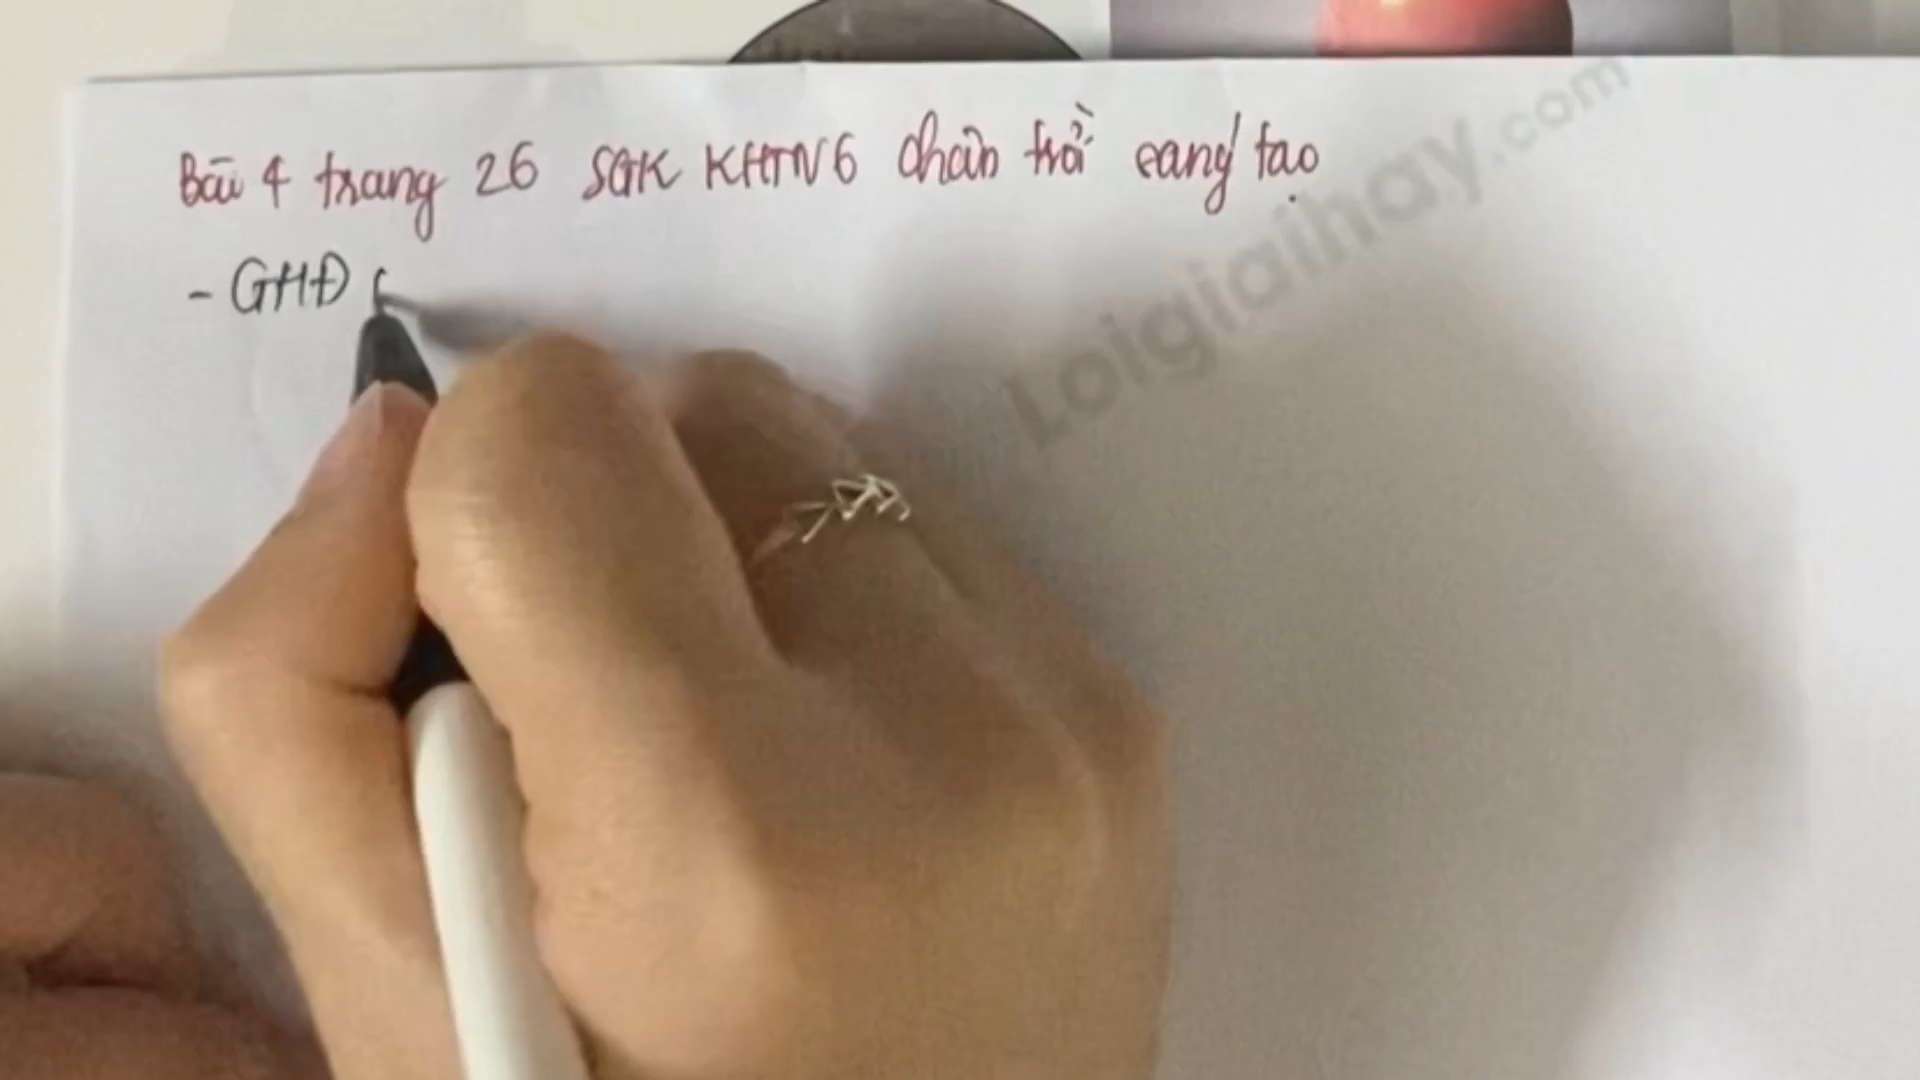 Bài 4 trang 26 SGK KHTN 6 chân trời sáng tạo
- GHĐ
Loigiaihay.com